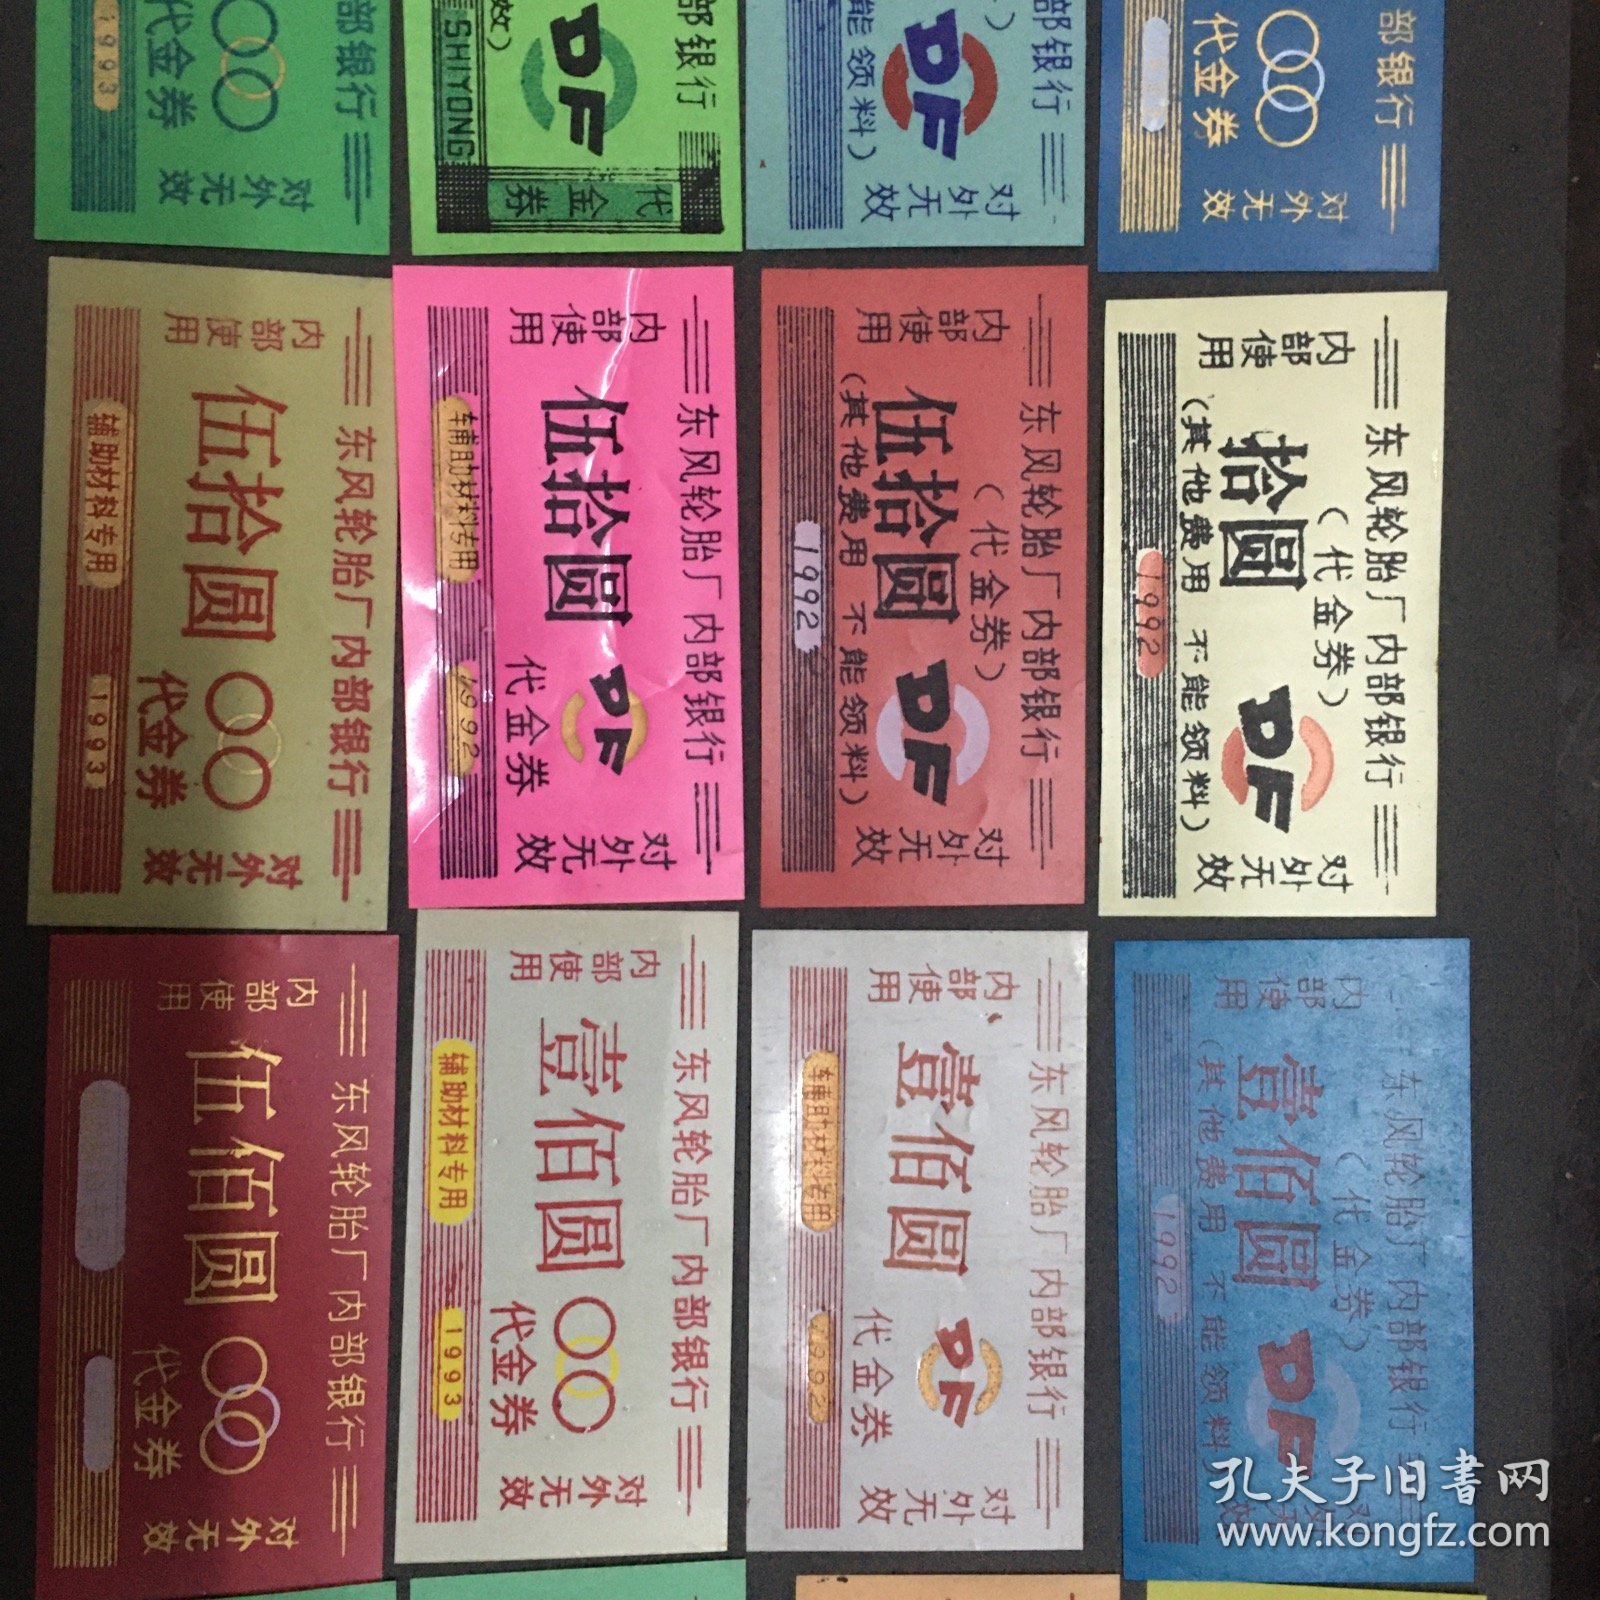 部银行
代金券
1993
对外无效
部银行
效）
SHIYONG
代金券
部银行
）
能领料）
对外无效
部银行
代金券
对外无效
东风轮胎厂内部银行
内部使用
伍拾圆
代金券
辅助材料专用
1993
对外无效
东风轮胎厂内部银行
内部使用
伍拾圆
DF
代金券
辅助材料专用
1992
对外无效
东风轮胎厂内部银行
（代金券）
内部使用
伍拾圆
DF
（其他费用不能领料）
1992
对外无效
东风轮胎厂内部银行
（代金券）
内部使用
拾圆
DF
（其他费用不能领料）
1992
对外无效
东风轮胎厂内部银行
内部使用
伍佰圆
代金券
对外无效
东风轮胎厂内部银行
内部使用
壹佰圆
代金券
辅助材料专用
1993
对外无效
东风轮胎厂内部银行
内部使用
壹佰圆
DF
代金券
辅助材料专用
1992
对外无效
东风轮胎厂内部银行
（代金券）
内部使用
壹佰圆
DF
（其他费用不能领料
1992
孔夫子旧書网
www.kongfz.com